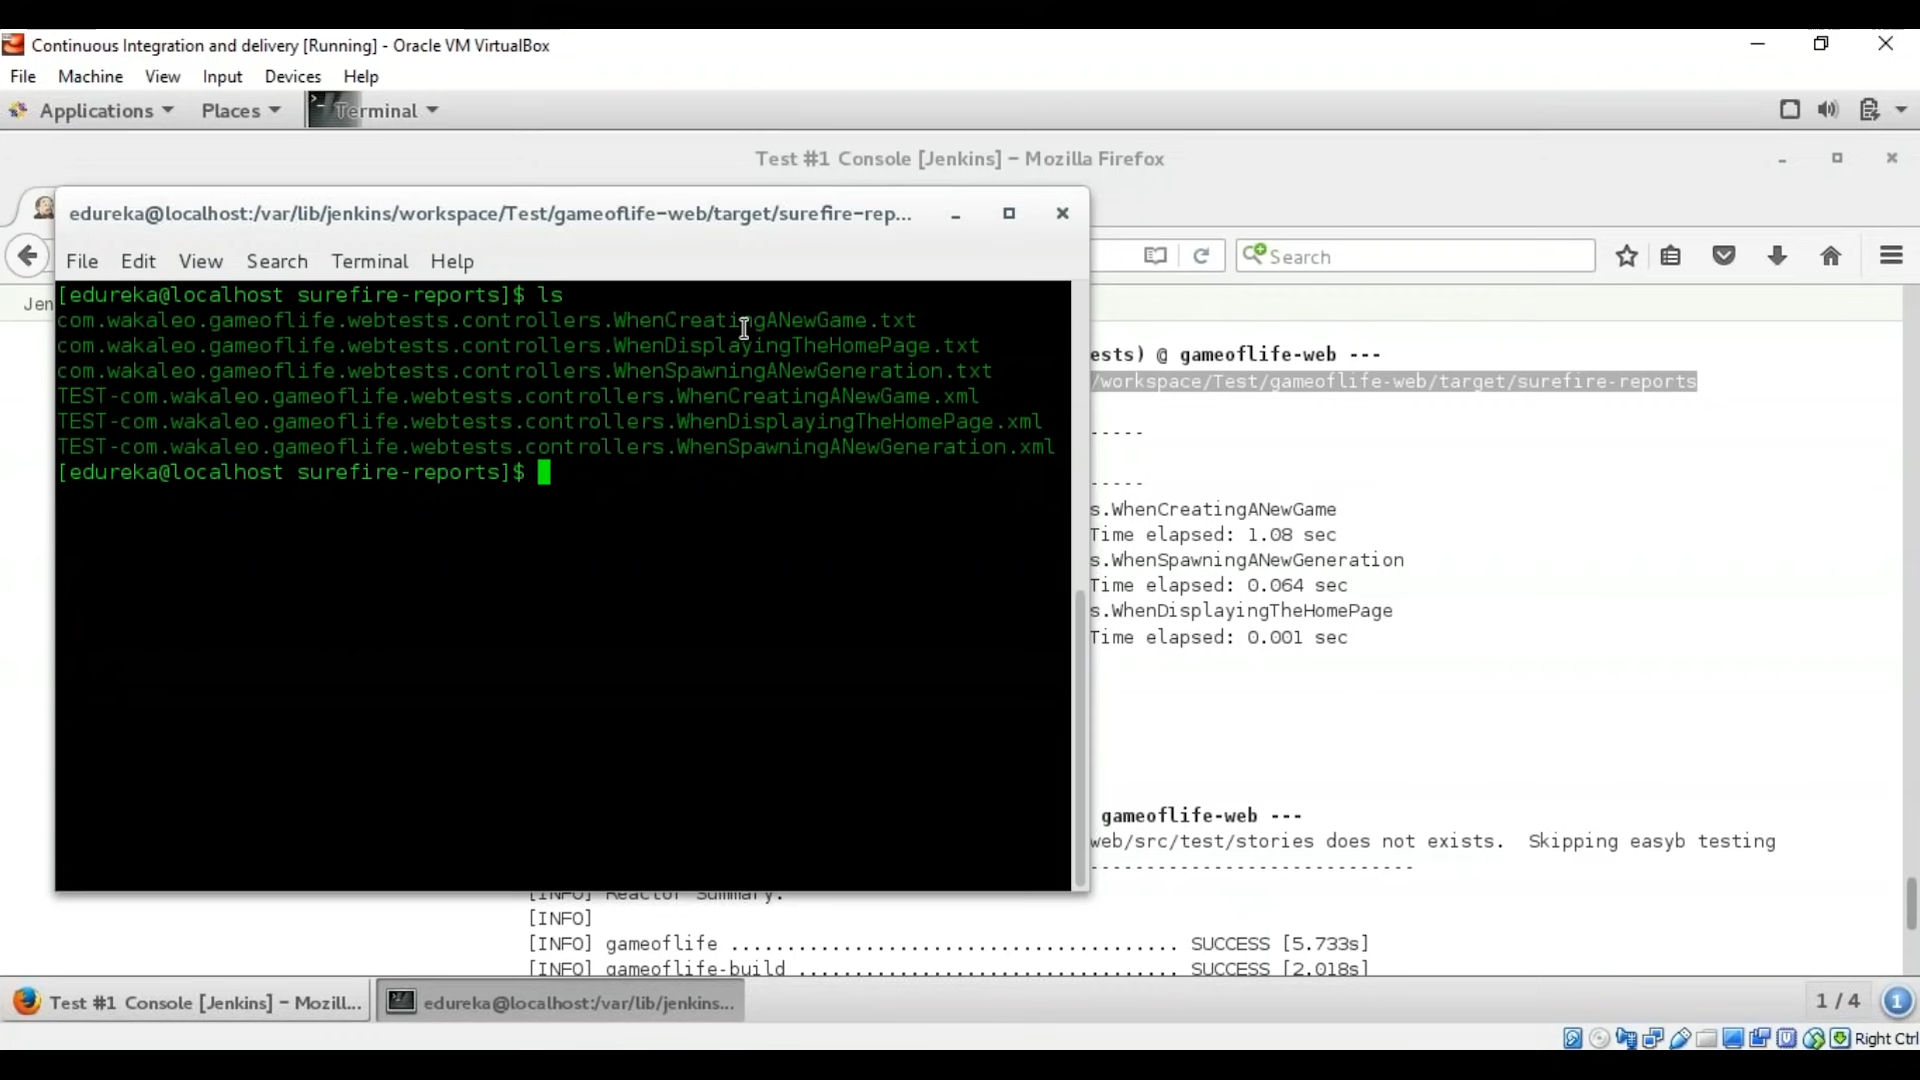 Continuous Integration and delivery [Running] - Oracle VM VirtualBox
File Machine View Input Devices Help
Applications Places Terminal
Test #1 Console [Jenkins] – Mozilla Firefox
edureka@localhost:/var/lib/jenkins/workspace/Test/gameoflife-web/target/surefire-rep...
File Edit View Search Terminal Help
Search
Jen
[edureka@localhost surefire-reports]$ ls
com.wakaleo.gameoflife.webtests.controllers.WhenCreatingANewGame.txt
com.wakaleo.gameoflife.webtests.controllers.WhenDisplayingTheHomePage.txt
com.wakaleo.gameoflife.webtests.controllers.WhenSpawningANewGeneration.txt
TEST-com.wakaleo.gameoflife.webtests.controllers.WhenCreatingANewGame.xml
TEST-com.wakaleo.gameoflife.webtests.controllers.WhenDisplayingTheHomePage.xml
TEST-com.wakaleo.gameoflife.webtests.controllers.WhenSpawningANewGeneration.xml
[edureka@localhost surefire-reports]$
ests) @ gameoflife-web ---
/workspace/Test/gameoflife-web/target/surefire-reports
-----
-----
s.WhenCreatingANewGame
Time elapsed: 1.08 sec
s.WhenSpawningANewGeneration
Time elapsed: 0.064 sec
s.WhenDisplayingTheHomePage
Time elapsed: 0.001 sec
gameoflife-web ---
web/src/test/stories does not exists. Skipping easyb testing
-----------------------------
[INFO] Reactor Summary:
[INFO]
[INFO] gameoflife ........................................ SUCCESS [5.733s]
[INFO] gameoflife-build ................................... SUCCESS [2.018s]
Test #1 Console [Jenkins] – Mozill...
edureka@localhost:/var/lib/jenkins...
1 / 4
1
Right Ctrl